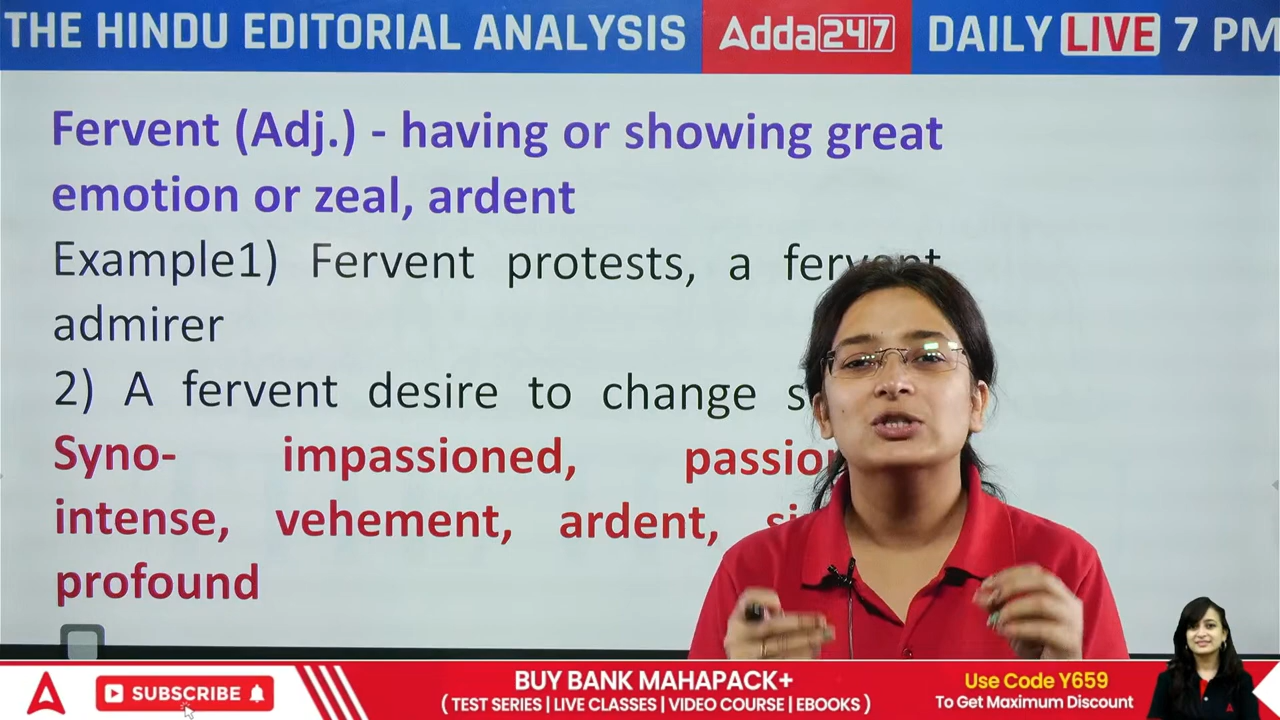 THE HINDU EDITORIAL ANALYSIS
Adda247
DAILY LIVE 7 PM
Fervent (Adj.) - having or showing great
emotion or zeal, ardent
Example1) Fervent protests, a fervent
admirer
2) A fervent desire to change
Syno- impassioned,
intense, vehement, ardent,
profound
SUBSCRIBE
BUY BANK MAHAPACK+
( TEST SERIES | LIVE CLASSES | VIDEO COURSE | EBOOKS )
Use Code Y659
To Get Maximum Discount